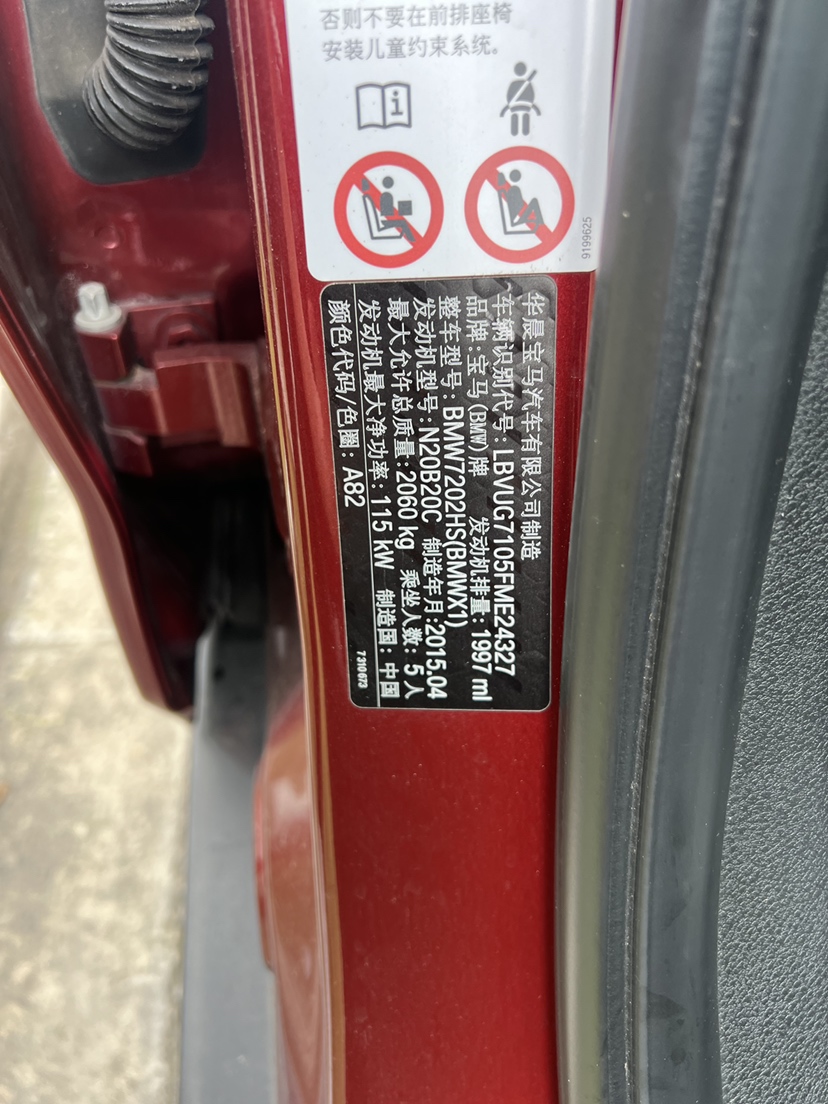 否则不要在前排座椅
安装儿童约束系统。
9199625
华晨宝马汽车有限公司制造
车辆识别代号: LBVUG7105FME24327
品牌: 宝马(BMW)牌 发动机排量: 1997 ml
整车型号: BMW7202HS(BMWX1)
发动机型号: N20B20C 制造年月: 2015.04
最大允许总质量: 2060 kg 乘坐人数: 5 人
发动机最大净功率: 115 kW 制造国: 中国
颜色代码/色圈: A82
7310673